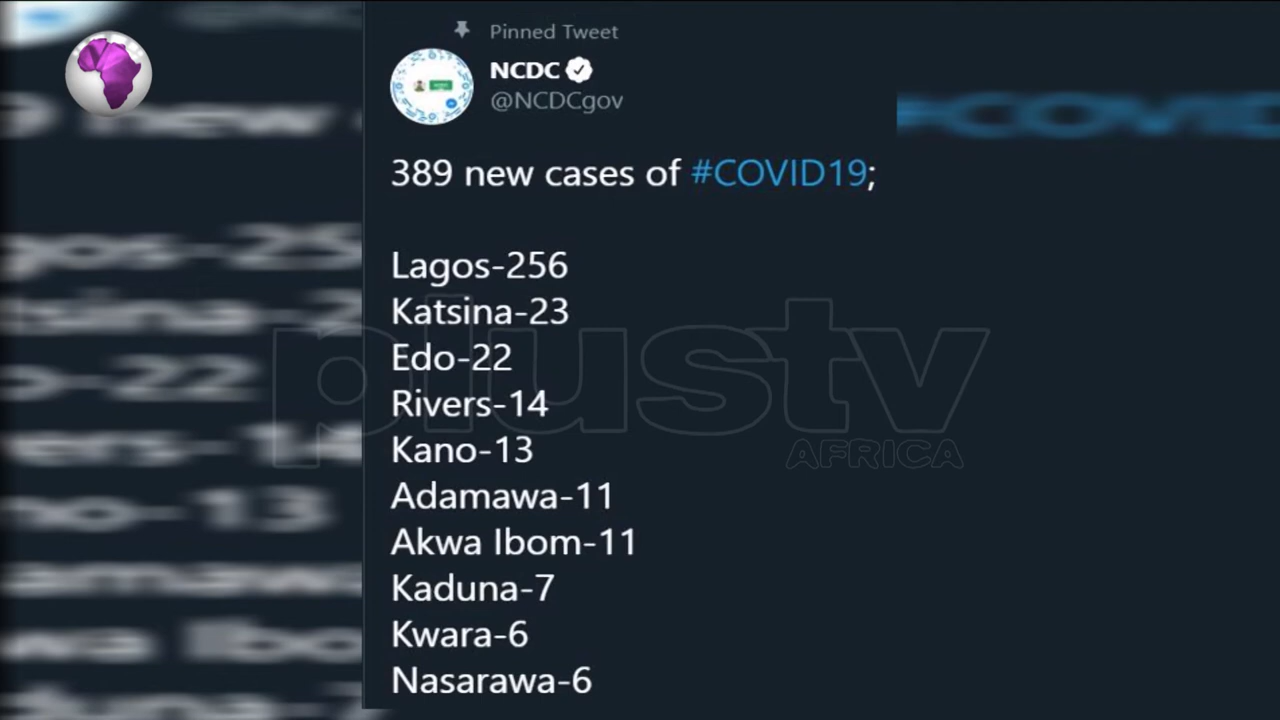 Pinned Tweet
NCDC
@NCDCgov
389 new cases of #COVID19;
Lagos-256
Katsina-23
Edo-22
Rivers-14
Kano-13
Adamawa-11
Akwa Ibom-11
Kaduna-7
Kwara-6
Nasarawa-6
plustv
AFRICA